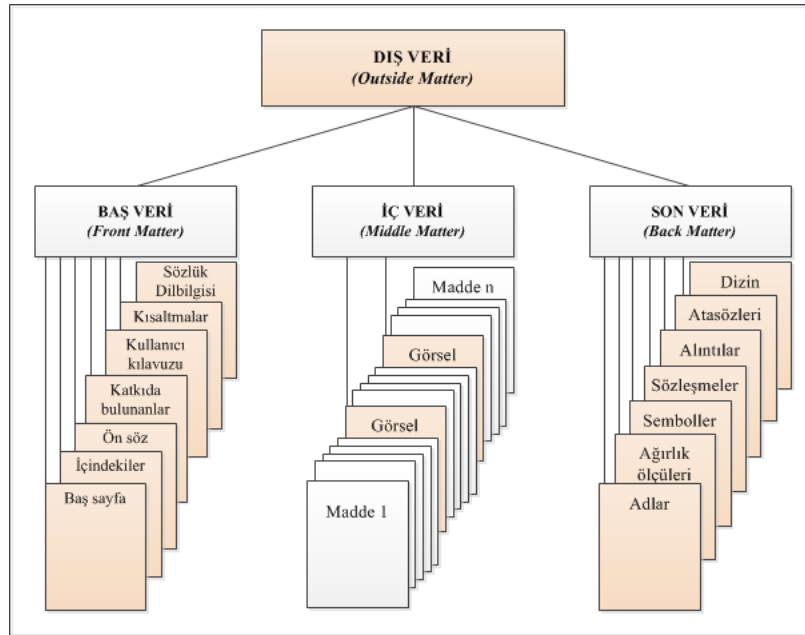 DIŞ VERİ
(Outside Matter)
BAŞ VERİ
(Front Matter)
Sözlük
Dilbilgisi
Kısaltmalar
Kullanıcı
kılavuzu
Katkıda
bulunanlar
Ön söz
İçindekiler
Baş sayfa
İÇ VERİ
(Middle Matter)
Madde n
Görsel
Görsel
Madde 1
SON VERİ
(Back Matter)
Dizin
Atasözleri
Alıntılar
Sözleşmeler
Semboller
Ağırlık
ölçüleri
Adlar